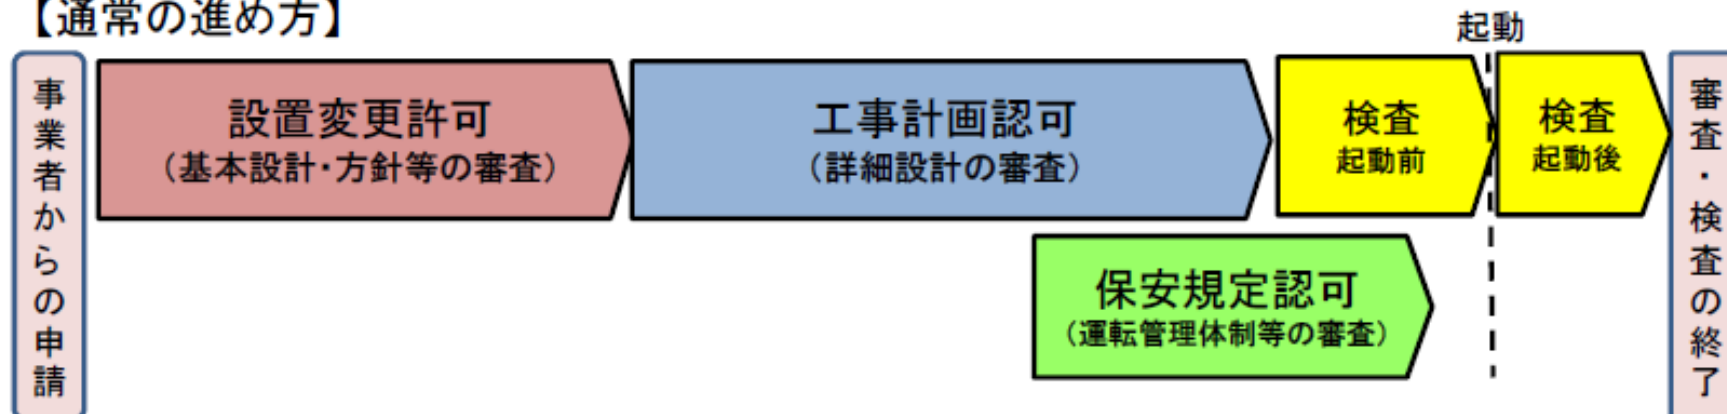 【通常の進め方】
起動
事業者からの申請
設置変更許可
（基本設計・方針等の審査）
工事計画認可
（詳細設計の審査）
検査
起動前
検査
起動後
保安規定認可
（運転管理体制等の審査）
審査・検査の終了